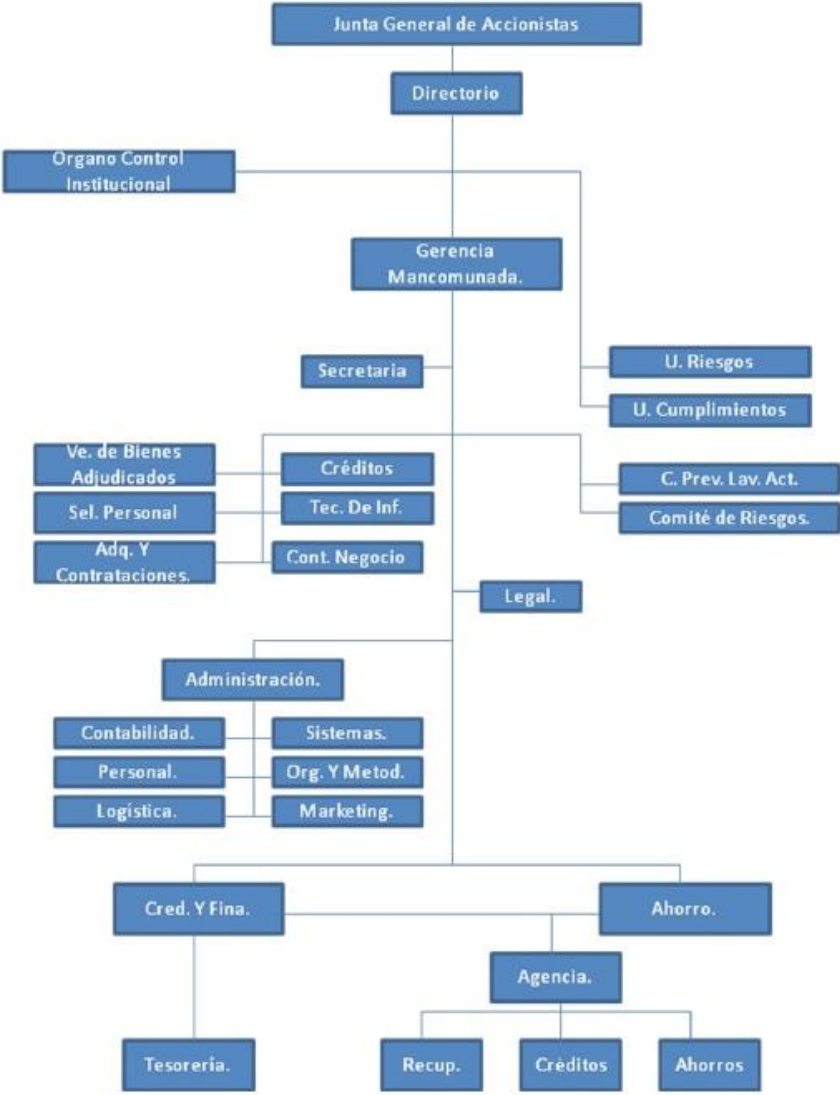 Junta General de Accionistas
Directorio
Organo Control
Institucional
Gerencia
Mancomunada.
Secretaria
U. Riesgos
U. Cumplimientos
Ve. de Bienes
Adjudicados
Créditos
C. Prev. Lav. Act.
Sel. Personal
Tec. De Inf.
Comité de Riesgos.
Adq. Y
Contrataciones.
Cont. Negocio
Legal.
Administración.
Contabilidad.
Sistemas.
Personal.
Org. Y Metod.
Logística.
Marketing.
Cred. Y Fina.
Ahorro.
Agencia.
Tesorería.
Recup.
Créditos
Ahorros